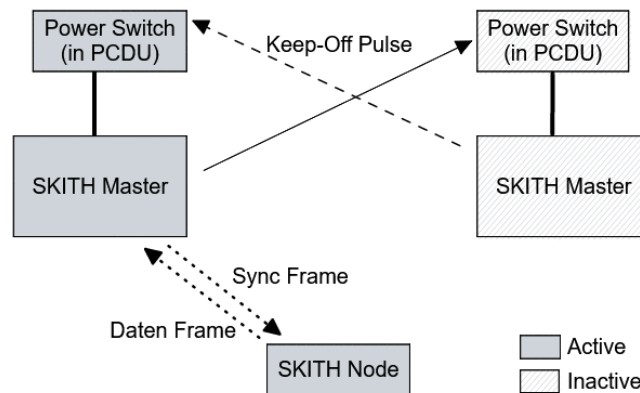 Power Switch
(in PCDU)
Keep-Off Pulse
Power Switch
(in PCDU)
SKITH Master
SKITH Master
Sync Frame
Daten Frame
SKITH Node
Active
Inactive